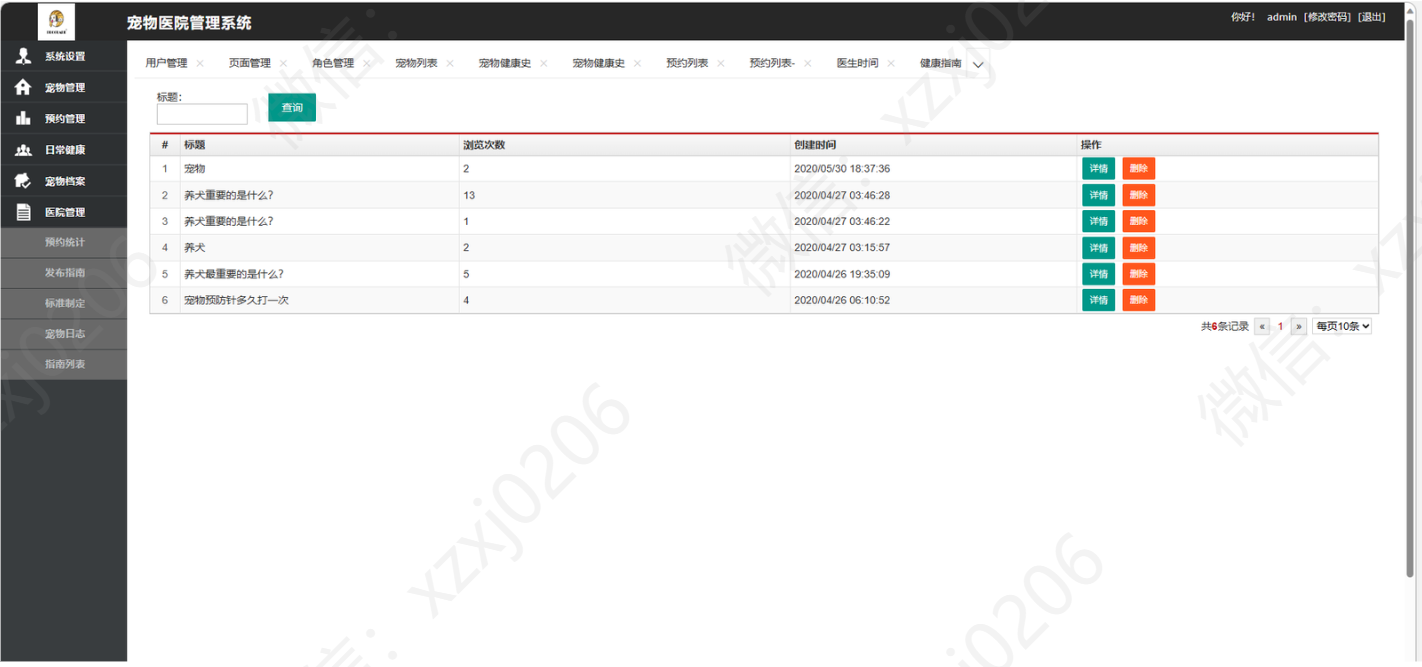 宠物医院管理系统
你好! admin [修改密码] [退出]
系统设置
宠物管理
预约管理
日常健康
宠物档案
医院管理
预约统计
发布指南
标准制定
宠物日志
指南列表
用户管理 × 页面管理 × 角色管理 × 宠物列表 × 宠物健康史 × 宠物健康史 × 预约列表 × 预约列表- × 医生时间 × 健康指南
标题:
查询
# 标题 浏览次数 创建时间 操作
1 宠物 2 2020/05/30 18:37:36 详情 删除
2 养犬重要的是什么? 13 2020/04/27 03:46:28 详情 删除
3 养犬重要的是什么? 1 2020/04/27 03:46:22 详情 删除
4 养犬 2 2020/04/27 03:15:57 详情 删除
5 养犬最重要的是什么? 5 2020/04/26 19:35:09 详情 删除
6 宠物预防针多久打一次 4 2020/04/26 06:10:52 详情 删除
共6条记录 « 1 » 每页10条
微信: xzxj0206